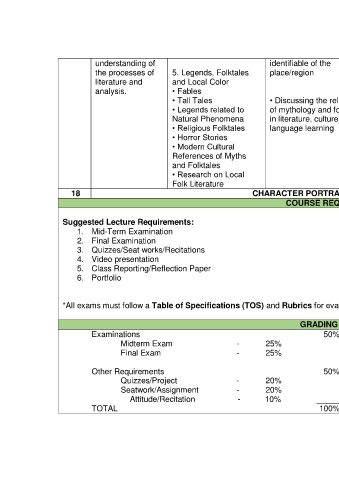 understanding of
the processes of
literature and
analysis.
5. Legends, Folktales
and Local Color
• Fables
• Tall Tales
• Legends related to
Natural Phenomena
• Religious Folktales
• Horror Stories
• Modern Cultural
References of Myths
and Folktales
• Research on Local
Folk Literature
identifiable of the
place/region
• Discussing the rel
of mythology and fo
in literature, culture
language learning
18 CHARACTER PORTRA
COURSE REQ
Suggested Lecture Requirements:
1. Mid-Term Examination
2. Final Examination
3. Quizzes/Seat works/Recitations
4. Video presentation
5. Class Reporting/Reflection Paper
6. Portfolio
*All exams must follow a Table of Specifications (TOS) and Rubrics for eva
GRADING
Examinations 50%
Midterm Exam - 25%
Final Exam - 25%
Other Requirements 50%
Quizzes/Project - 20%
Seatwork/Assignment - 20%
Attitude/Recitation - 10%
TOTAL 100%